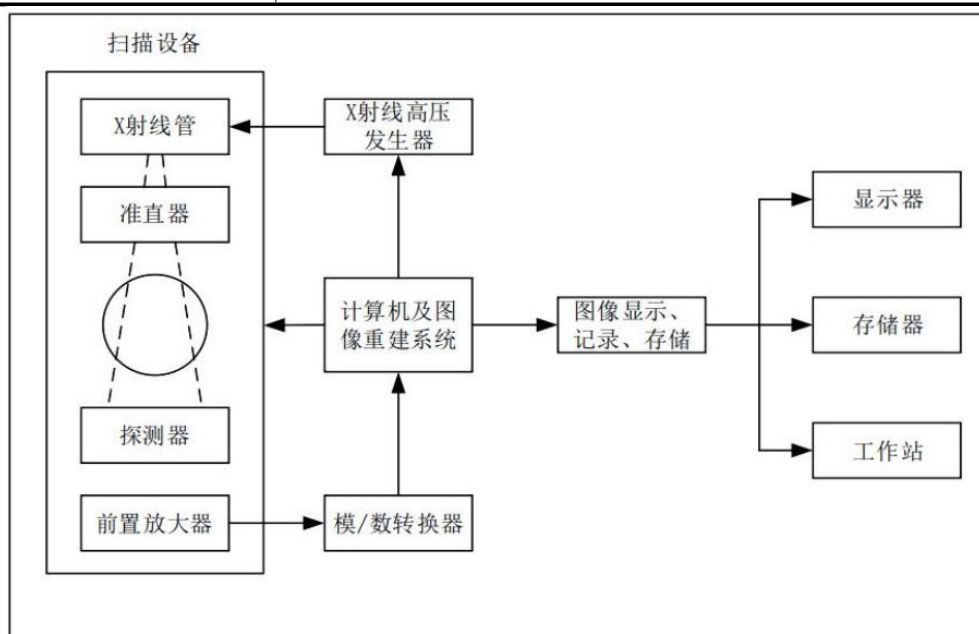 扫描设备
X射线管
X射线高压
发生器
准直器
显示器
计算机及图
像重建系统
图像显示、
记录、存储
存储器
探测器
工作站
前置放大器
模/数转换器